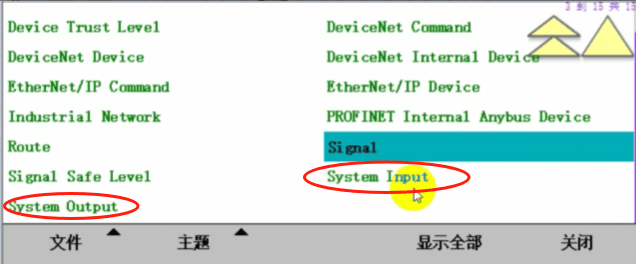 3 到 15 共 15
Device Trust Level
DeviceNet Command
DeviceNet Device
DeviceNet Internal Device
EtherNet/IP Command
EtherNet/IP Device
Industrial Network
PROFINET Internal Anybus Device
Route
Signal
Signal Safe Level
System Input
System Output
文件 主题 显示全部 关闭